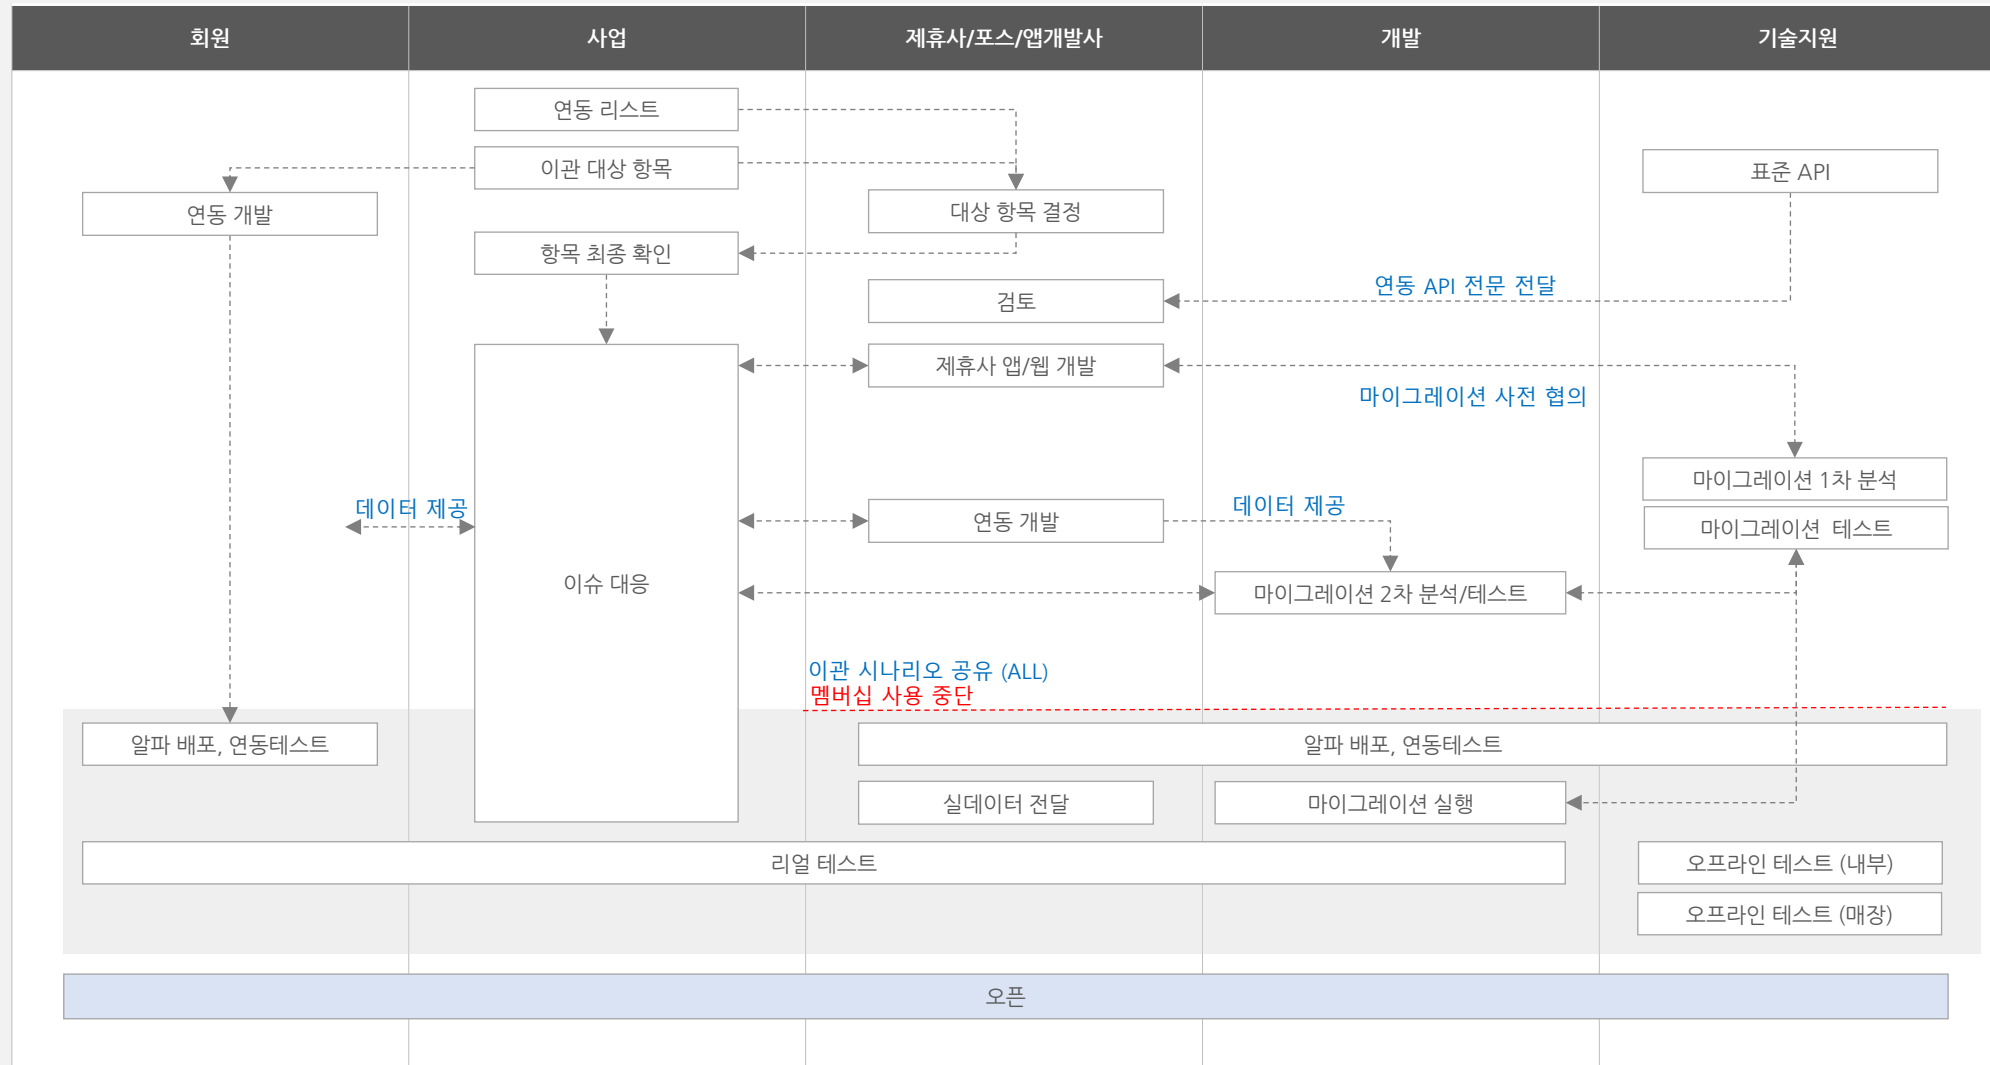 회원
사업
제휴사/포스/앱개발사
개발
기술지원
연동 리스트
이관 대상 항목
표준 API
연동 개발
대상 항목 결정
항목 최종 확인
연동 API 전문 전달
검토
제휴사 앱/웹 개발
마이그레이션 사전 협의
마이그레이션 1차 분석
데이터 제공
데이터 제공
연동 개발
마이그레이션 테스트
이슈 대응
마이그레이션 2차 분석/테스트
이관 시나리오 공유 (ALL)
멤버십 사용 중단
알파 배포, 연동테스트
알파 배포, 연동테스트
실데이터 전달
마이그레이션 실행
리얼 테스트
오프라인 테스트 (내부)
오프라인 테스트 (매장)
오픈